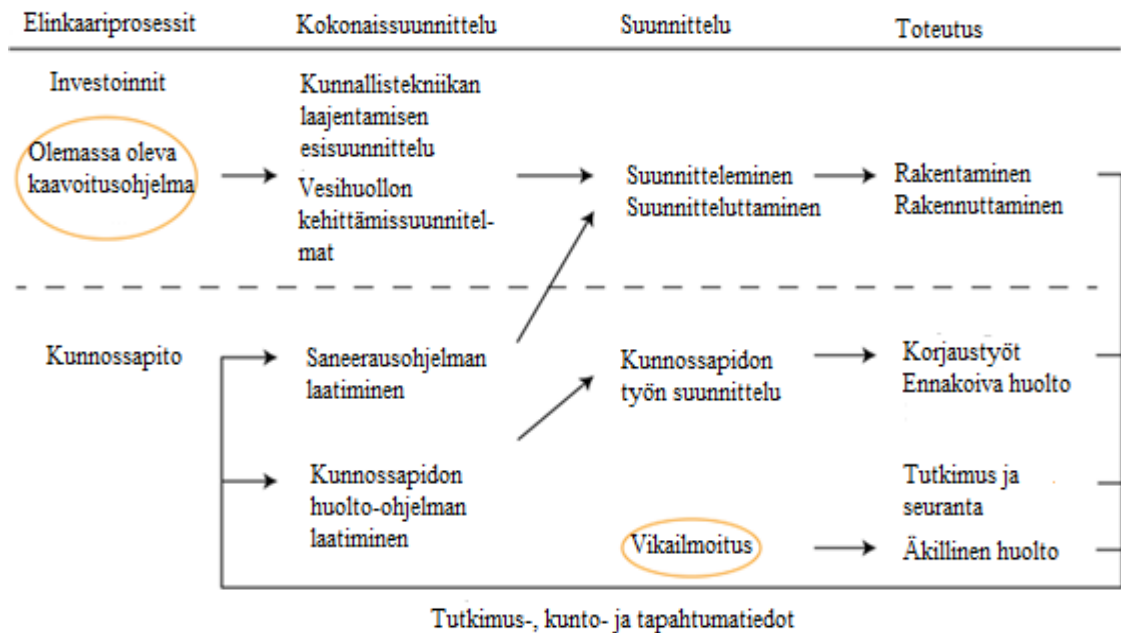 Elinkaariprosessit
Kokonaissuunnittelu
Suunnittelu
Toteutus
Investoinnit
Olemassa oleva
kaavoitusohjelma
Kunnallistekniikan
laajentamisen
esisuunnittelu
Vesihuollon
kehittämissuunnitel-
mat
Suunnitteleminen
Suunnitteluttaminen
Rakentaminen
Rakennuttaminen
Kunnossapito
Saneerausohjelman
laatiminen
Kunnossapidon
työn suunnittelu
Korjaustyöt
Ennakoiva huolto
Kunnossapidon
huolto-ohjelman
laatiminen
Vikailmoitus
Tutkimus ja
seuranta
Äkillinen huolto
Tutkimus-, kunto- ja tapahtumatiedot